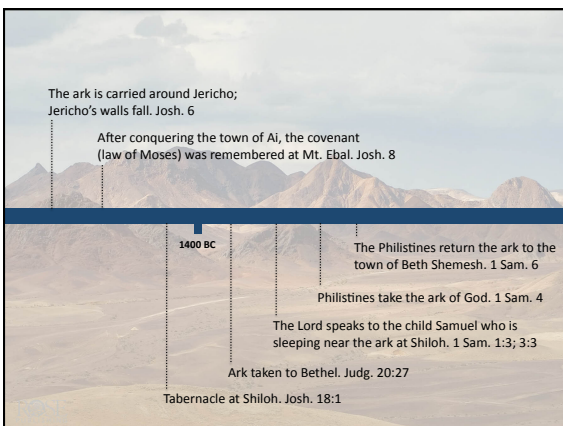 The ark is carried around Jericho;
Jericho's walls fall. Josh. 6
After conquering the town of Ai, the covenant
(law of Moses) was remembered at Mt. Ebal. Josh. 8
1400 BC
The Philistines return the ark to the
town of Beth Shemesh. 1 Sam. 6
Philistines take the ark of God. 1 Sam. 4
The Lord speaks to the child Samuel who is
sleeping near the ark at Shiloh. 1 Sam. 1:3; 3:3
Ark taken to Bethel. Judg. 20:27
Tabernacle at Shiloh. Josh. 18:1